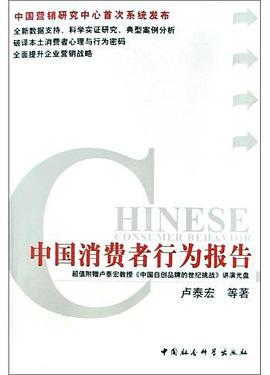 中国营销研究中心首次系统发布
全新数据支持、科学实证研究、典型案例分析
破译本土消费者心理与行为密码
全面提升企业营销战略
CHINESE
CONSUMER BEHAVIOR
中国消费者行为报告
超值附赠卢泰宏教授《中国自创品牌的世纪挑战》讲演光盘
卢泰宏 等著
中国社会科学出版社